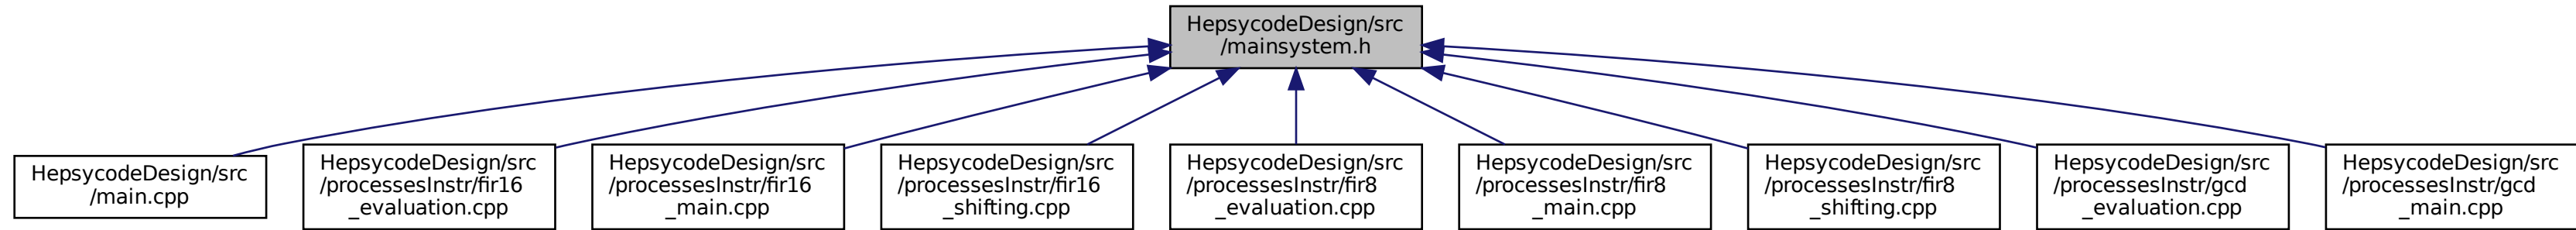 HepsycodeDesign/src
/mainsystem.h
HepsycodeDesign/src
/main.cpp
HepsycodeDesign/src
/processesInstr/fir16
_evaluation.cpp
HepsycodeDesign/src
/processesInstr/fir16
_main.cpp
HepsycodeDesign/src
/processesInstr/fir16
_shifting.cpp
HepsycodeDesign/src
/processesInstr/fir8
_evaluation.cpp
HepsycodeDesign/src
/processesInstr/fir8
_main.cpp
HepsycodeDesign/src
/processesInstr/fir8
_shifting.cpp
HepsycodeDesign/src
/processesInstr/gcd
_evaluation.cpp
HepsycodeDesign/src
/processesInstr/gcd
_main.cpp